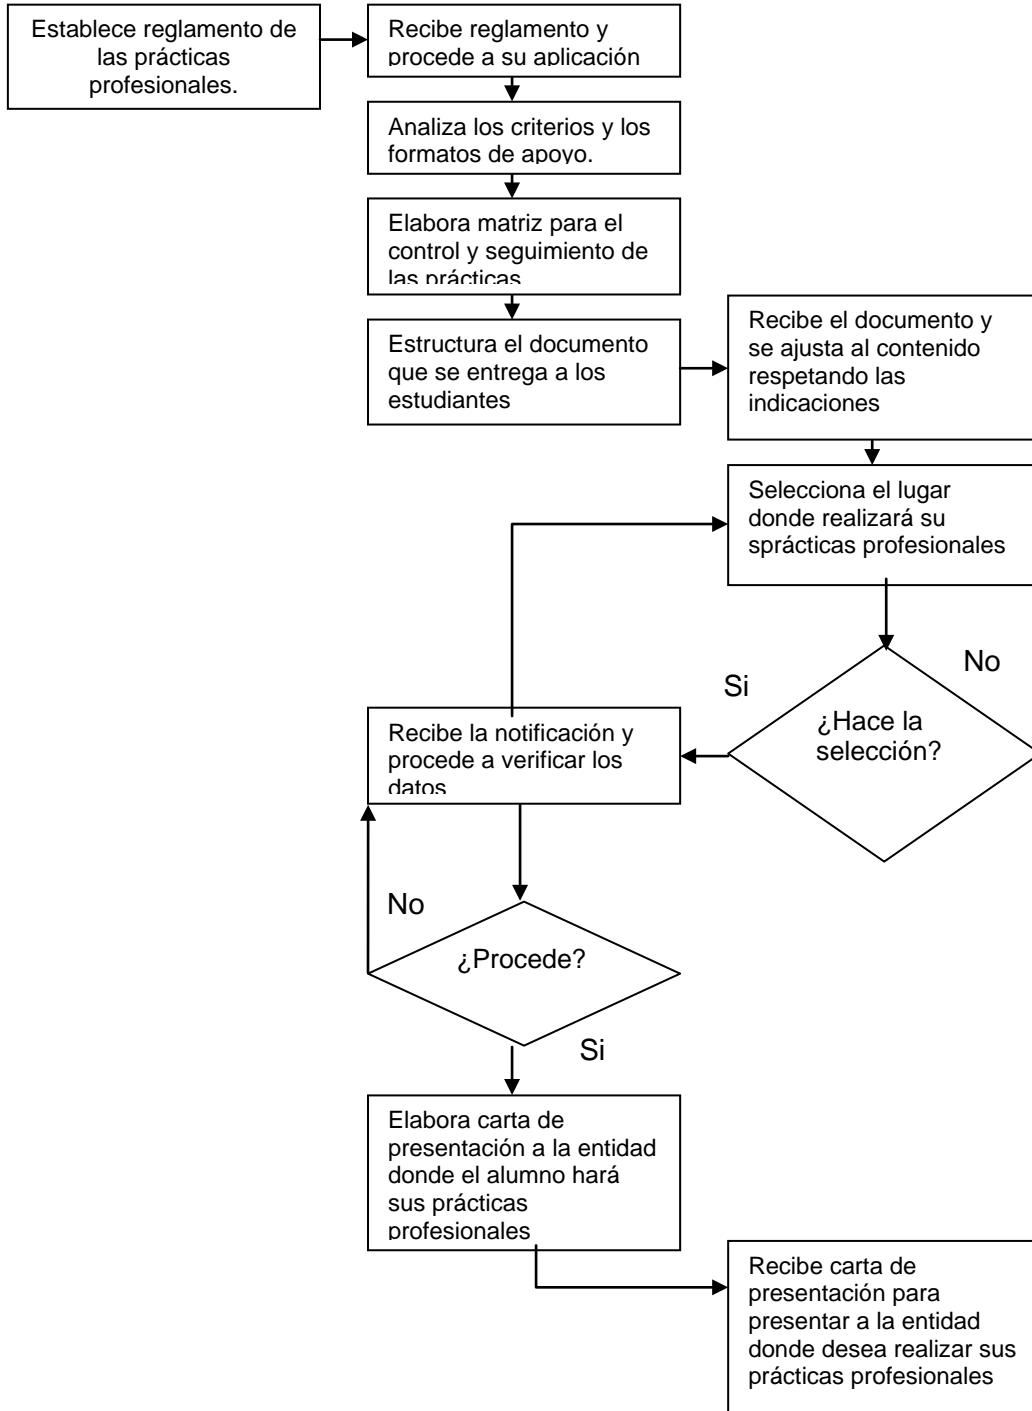 Establece reglamento de
las prácticas
profesionales.
Recibe reglamento y
procede a su aplicación
Analiza los criterios y los
formatos de apoyo.
Elabora matriz para el
control y seguimiento de
las prácticas
Estructura el documento
que se entrega a los
estudiantes
Recibe el documento y
se ajusta al contenido
respetando las
indicaciones
Selecciona el lugar
donde realizará su
sprácticas profesionales
No
Si
¿Hace la
selección?
Recibe la notificación y
procede a verificar los
datos
No
¿Procede?
Si
Elabora carta de
presentación a la entidad
donde el alumno hará
sus prácticas
profesionales
Recibe carta de
presentación para
presentar a la entidad
donde desea realizar sus
prácticas profesionales